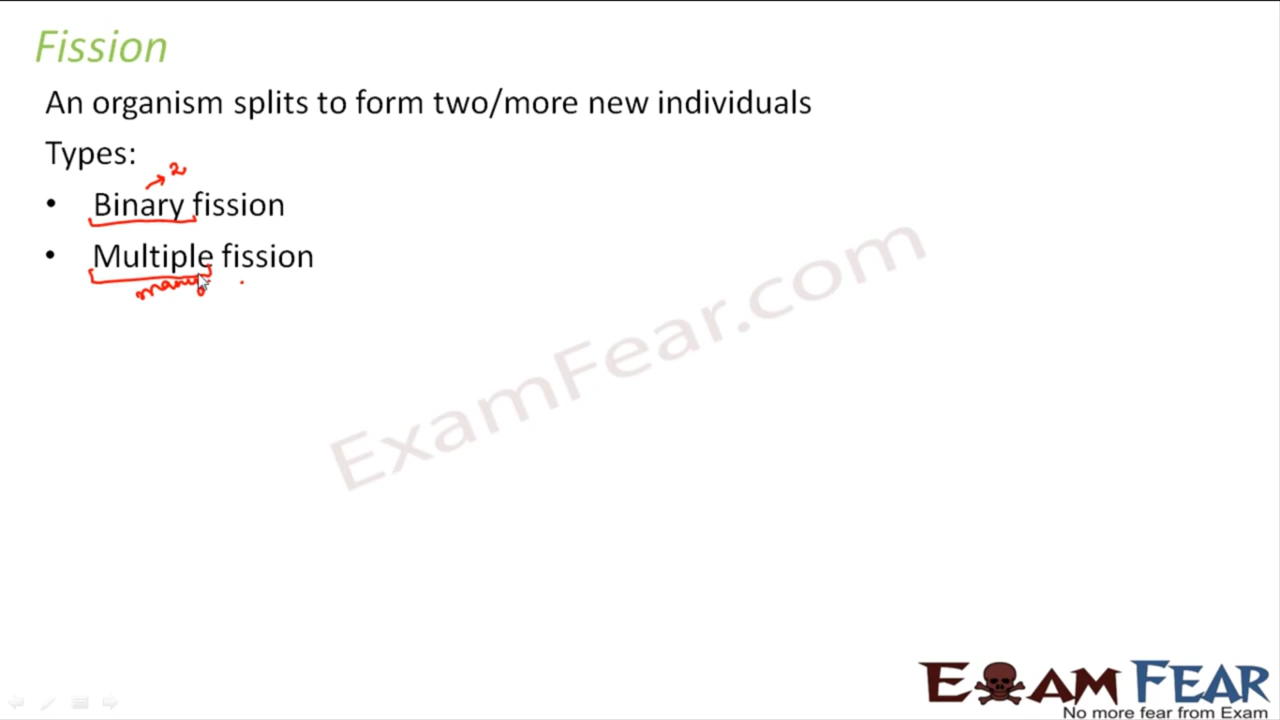 Fission
An organism splits to form two/more new individuals
Types:
→ 2
• Binary fission
• Multiple fission
many
ExamFear.com
EXAM FEAR
No more fear from Exam